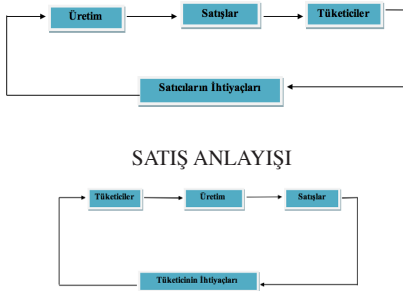 Üretim
Satışlar
Tüketiciler
Satıcıların İhtiyaçları
SATIŞ ANLAYIŞI
Tüketiciler
Üretim
Satışlar
Tüketicinin İhtiyaçları